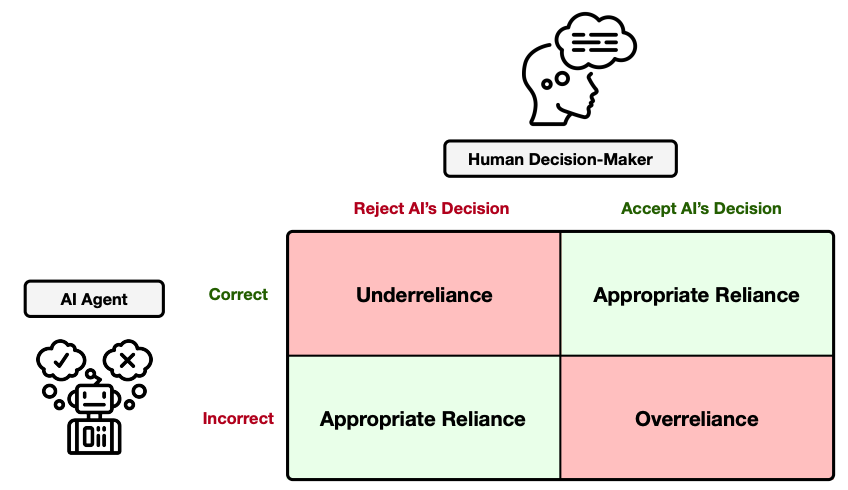 Human Decision-Maker
Reject AI's Decision
Accept AI's Decision
AI Agent
Correct
Underreliance
Appropriate Reliance
Incorrect
Appropriate Reliance
Overreliance